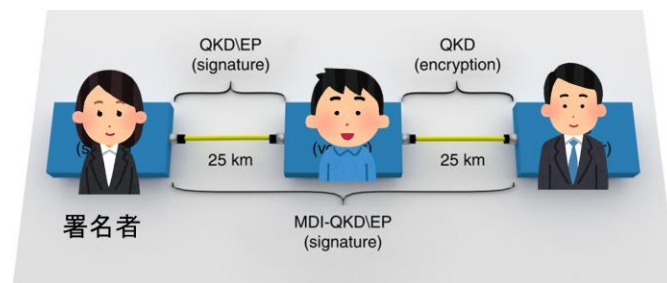 QKD\EP
(signature)
QKD
(encryption)
25 km
25 km
署名者
MDI-QKD\EP
(signature)